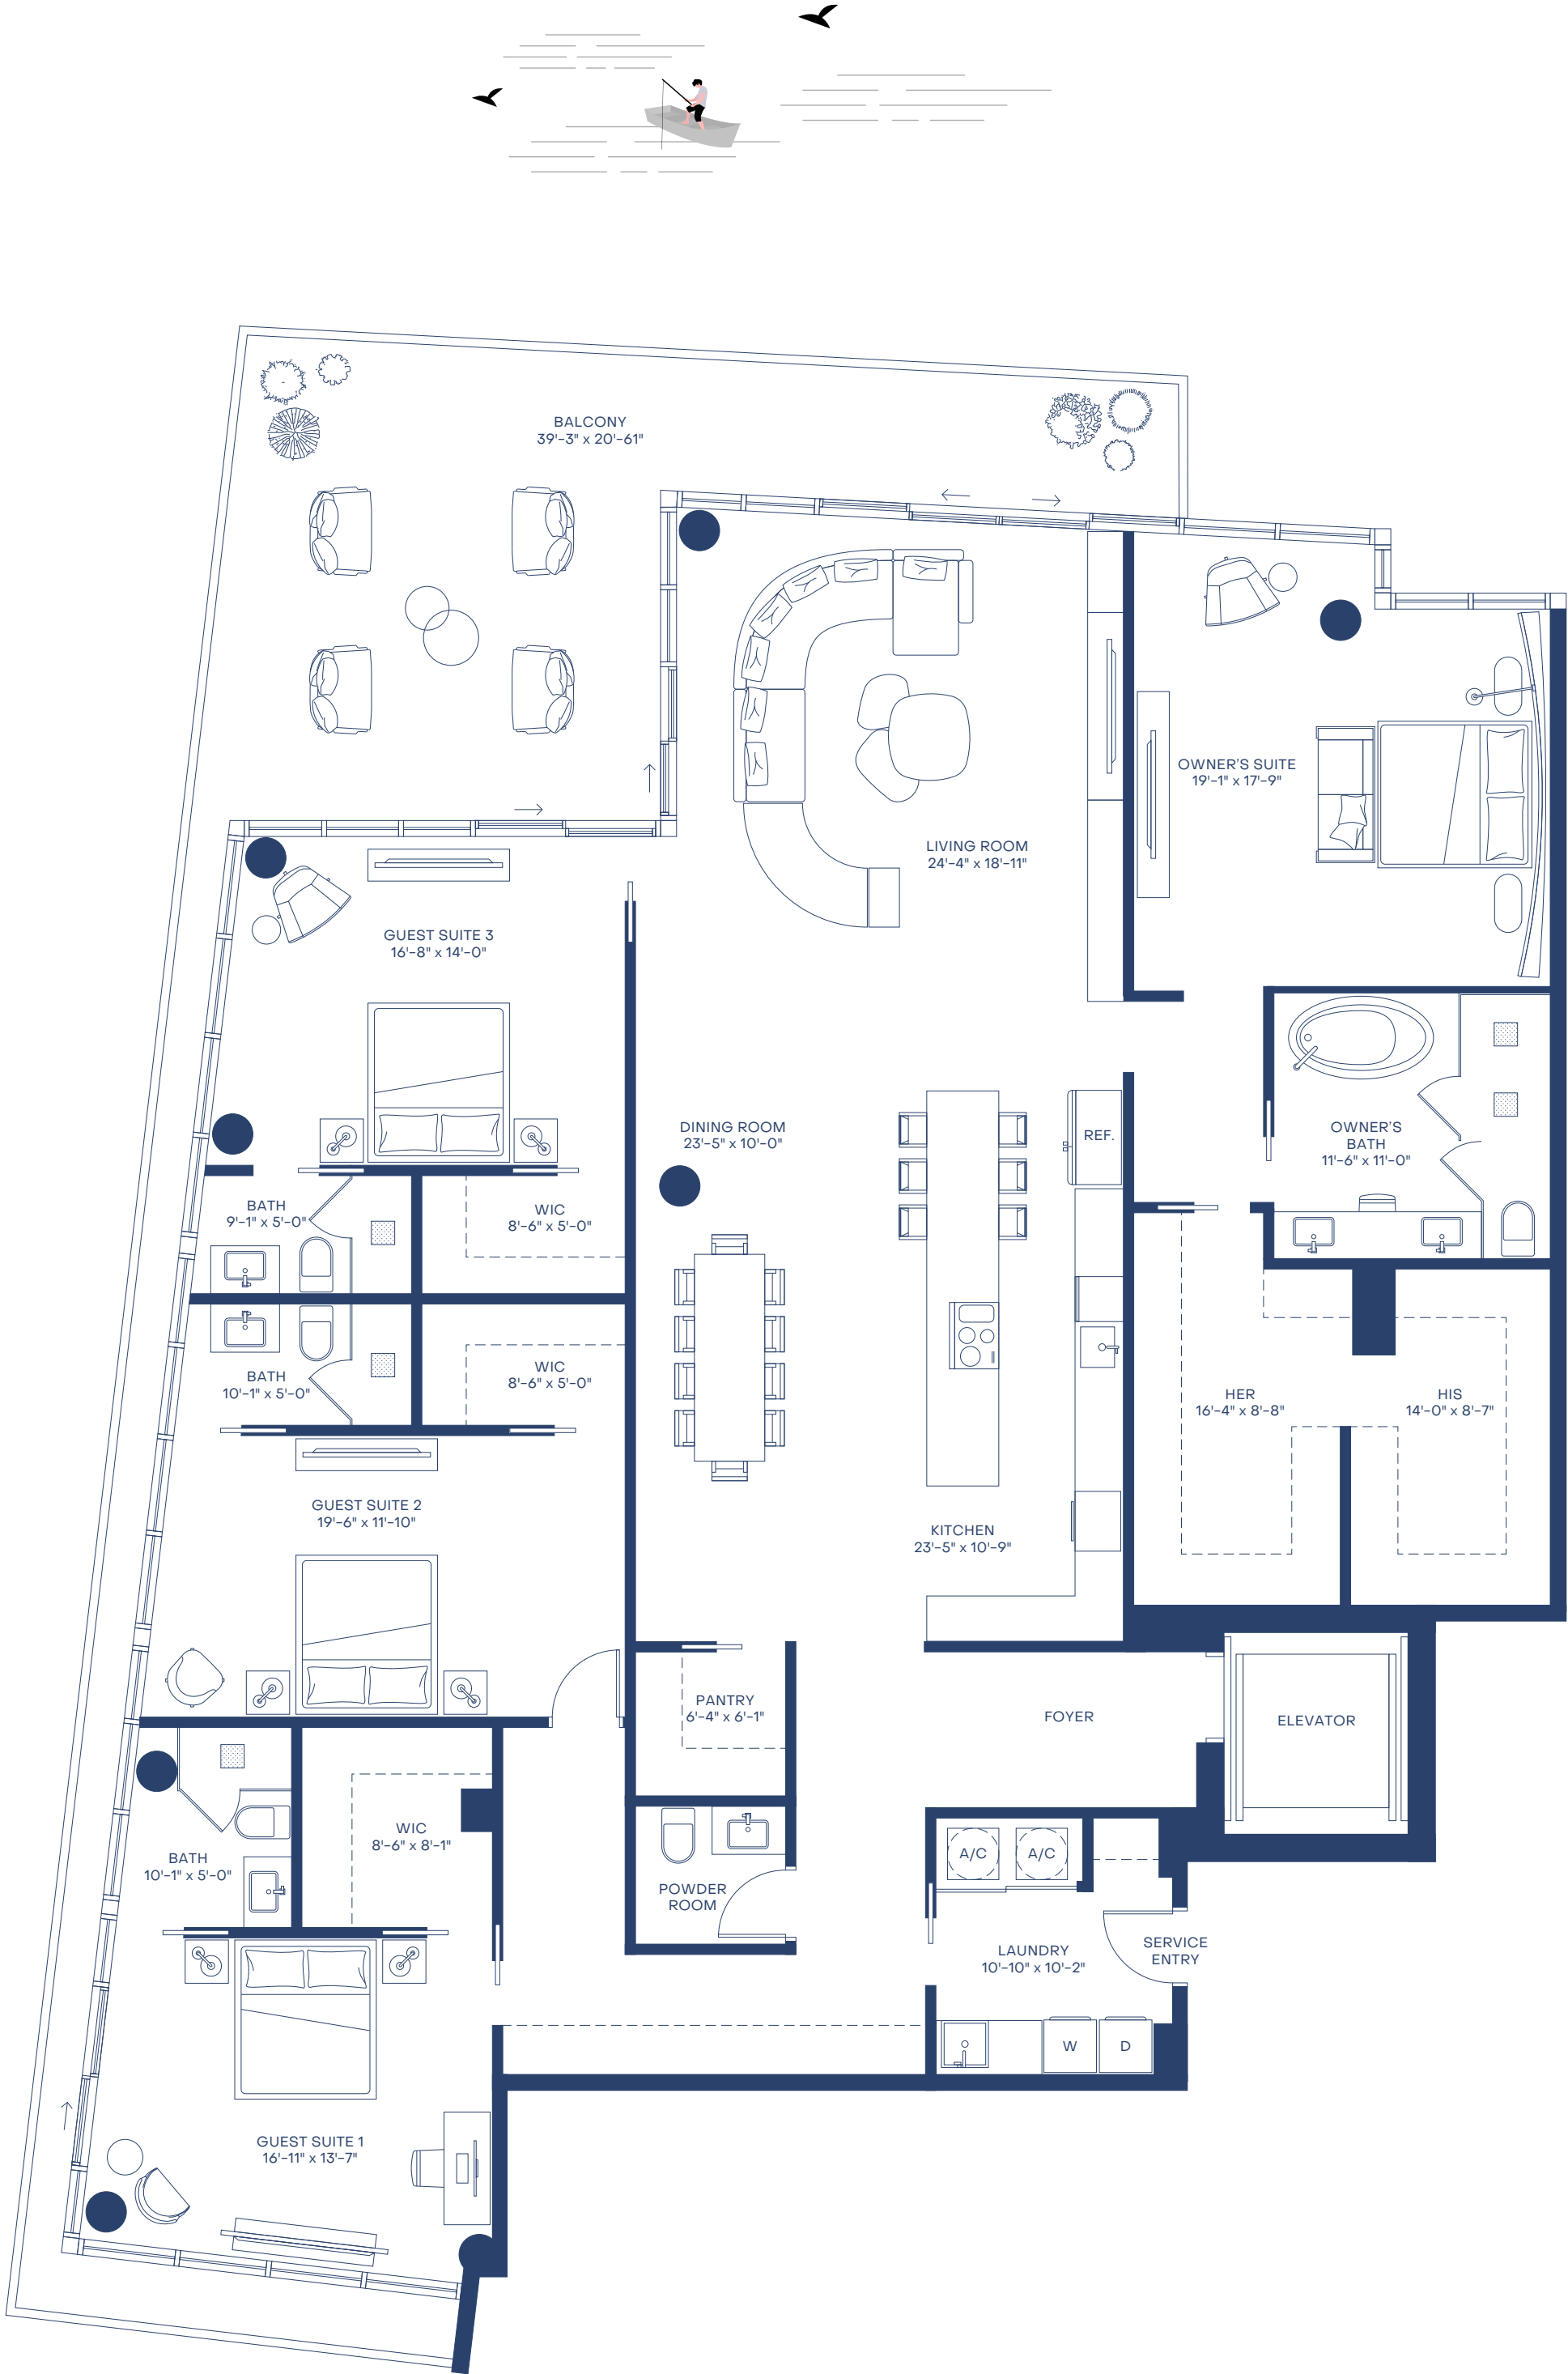 BALCONY
39'-3" x 20'-61"
OWNER'S SUITE
19'-1" x 17'-9"
LIVING ROOM
24'-4" x 18'-11"
GUEST SUITE 3
16'-8" x 14'-0"
DINING ROOM
23'-5" x 10'-0"
REF.
OWNER'S
BATH
11'-6" x 11'-0"
BATH
9'-1" x 5'-0"
WIC
8'-6" x 5'-0"
BATH
10'-1" x 5'-0"
WIC
8'-6" x 5'-0"
HER
16'-4" x 8'-8"
HIS
14'-0" x 8'-7"
GUEST SUITE 2
19'-6" x 11'-10"
KITCHEN
23'-5" x 10'-9"
PANTRY
6'-4" x 6'-1"
FOYER
ELEVATOR
WIC
8'-6" x 8'-1"
BATH
10'-1" x 5'-0"
A/C
A/C
POWDER
ROOM
LAUNDRY
10'-10" x 10'-2"
SERVICE
ENTRY
W
D
GUEST SUITE 1
16'-11" x 13'-7"